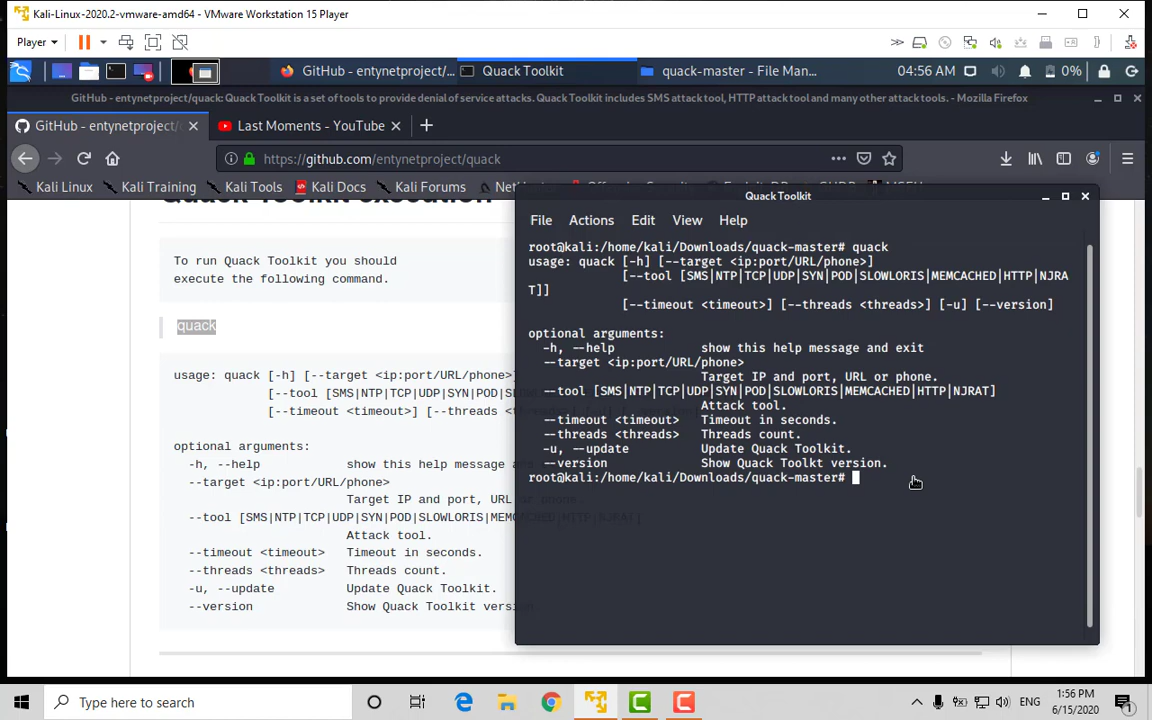 Kali-Linux-2020.2-vmware-amd64 - VMware Workstation 15 Player
Player
GitHub - entynetproject/...
Quack Toolkit
quack-master - File Man...
04:56 AM
0%
GitHub - entynetproject/quack: Quack Toolkit is a set of tools to provide denial of service attacks. Quack Toolkit includes SMS attack tool, HTTP attack tool and many other attack tools. - Mozilla Firefox
GitHub - entynetproject/
Last Moments - YouTube
https://github.com/entynetproject/quack
Kali Linux
Kali Training
Kali Tools
Kali Docs
Kali Forums
Quack Toolkit execution
To run Quack Toolkit you should
execute the following command.
quack
usage: quack [-h] [--target <ip:port/URL/phone>]
[--tool [SMS|NTP|TCP|UDP|SYN|POD|SLO
[--timeout <timeout>] [--threads <th
optional arguments:
-h, --help show this help message an
--target <ip:port/URL/phone>
Target IP and port, URL or phone.
--tool [SMS|NTP|TCP|UDP|SYN|POD|SLOWLORIS|MEMCACHED|HTTP|NJRAT]
Attack tool.
--timeout <timeout> Timeout in seconds.
--threads <threads> Threads count.
-u, --update Update Quack Toolkit.
--version Show Quack Toolkit version.
Quack Toolkit
File Actions Edit View Help
root@kali:/home/kali/Downloads/quack-master# quack
usage: quack [-h] [--target <ip:port/URL/phone>]
[--tool [SMS|NTP|TCP|UDP|SYN|POD|SLOWLORIS|MEMCACHED|HTTP|NJRA
T]]
[--timeout <timeout>] [--threads <threads>] [-u] [--version]
optional arguments:
-h, --help show this help message and exit
--target <ip:port/URL/phone>
Target IP and port, URL or phone.
--tool [SMS|NTP|TCP|UDP|SYN|POD|SLOWLORIS|MEMCACHED|HTTP|NJRAT]
Attack tool.
--timeout <timeout> Timeout in seconds.
--threads <threads> Threads count.
-u, --update Update Quack Toolkit.
--version Show Quack Toolkt version.
root@kali:/home/kali/Downloads/quack-master#
Type here to search
ENG
1:56 PM
6/15/2020
1